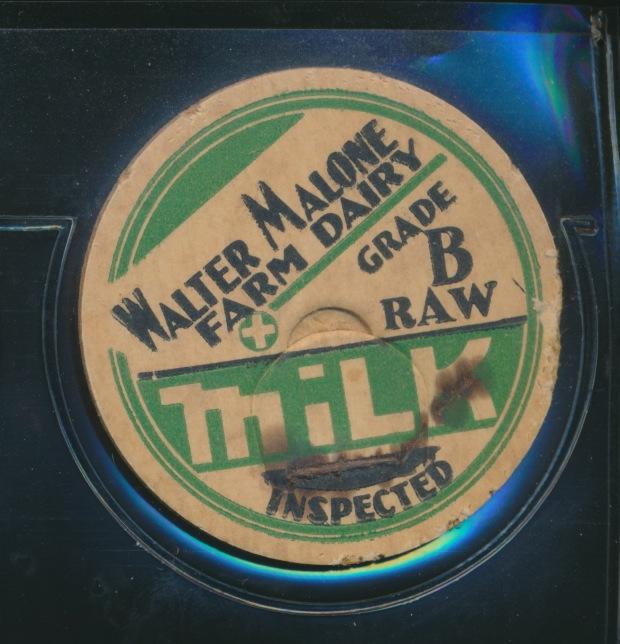 WALTER MALONE
FARM DAIRY
GRADE
B
RAW
MiLK
INSPECTED